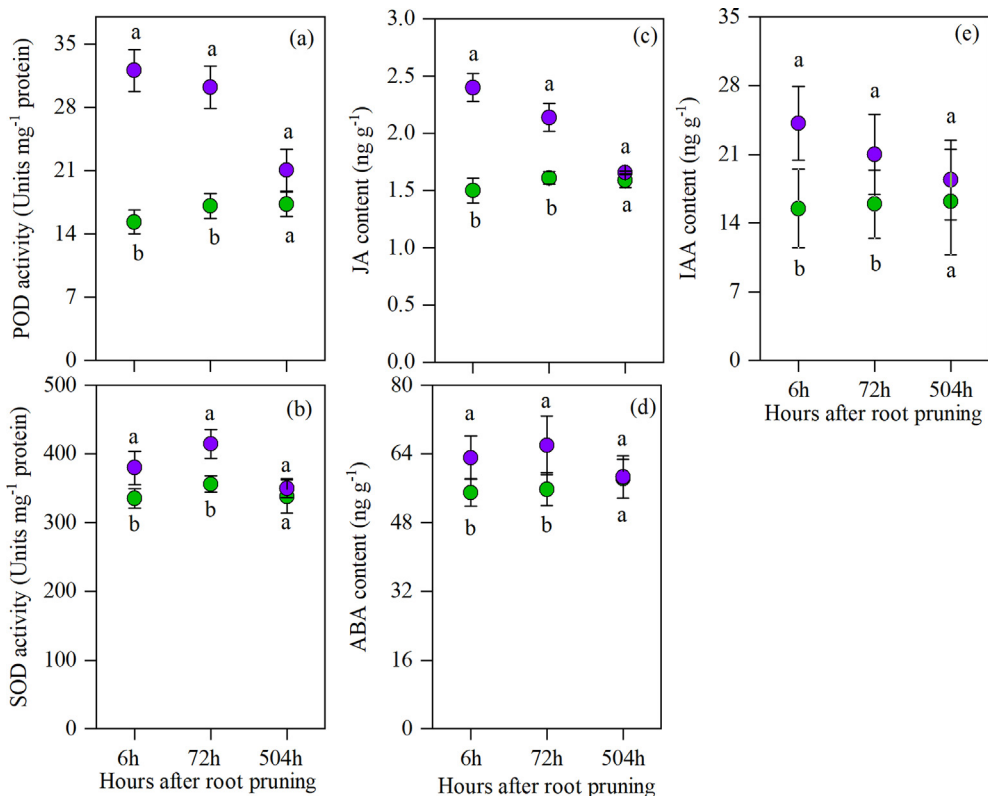 (a)
POD activity (Units mg-1 protein)
35
28
21
14
7
0
a
a
a
b
b
a
(c)
JA content (ng g-1)
3.0
2.5
2.0
1.5
1.0
0.5
0.0
a
a
a
b
b
a
(e)
IAA content (ng g-1)
35
28
21
14
7
0
a
a
a
b
b
a
6h 72h 504h
Hours after root pruning
(b)
SOD activity (Units mg-1 protein)
500
400
300
200
100
0
a
a
a
b
b
a
6h 72h 504h
Hours after root pruning
(d)
ABA content (ng g-1)
80
64
48
32
16
0
a
a
a
b
b
a
6h 72h 504h
Hours after root pruning